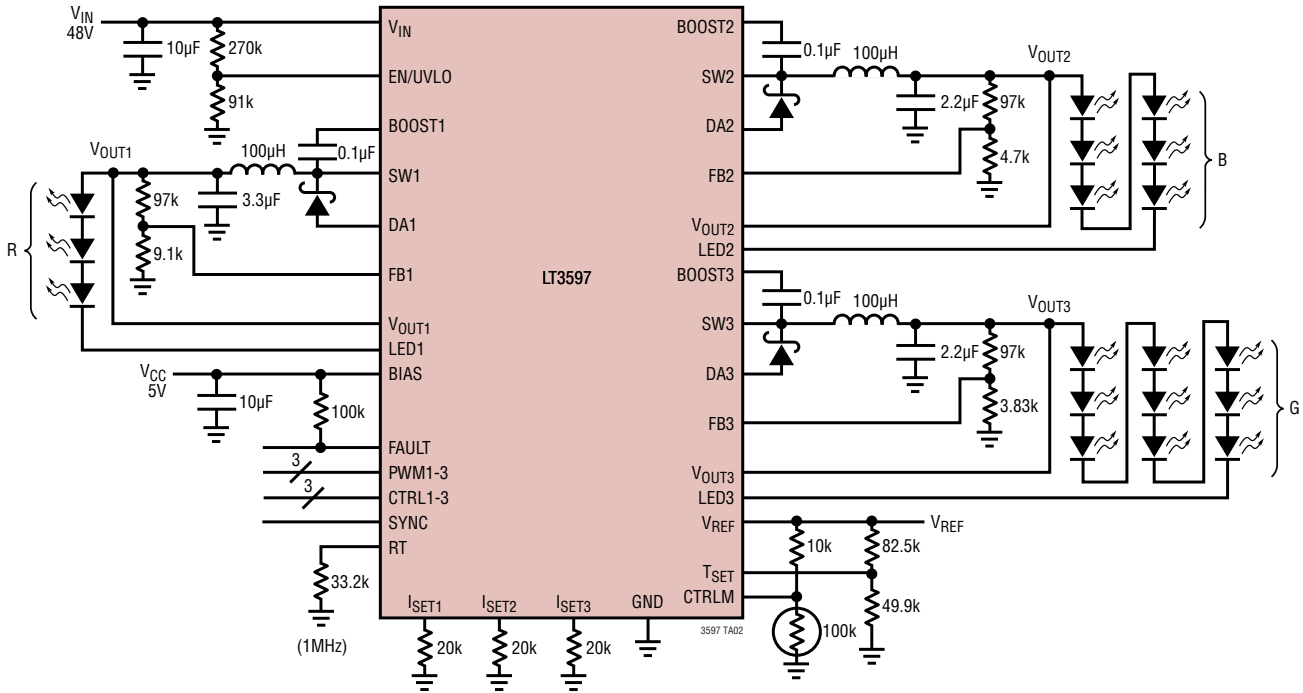 VIN
48V
10µF
270k
91k
VIN
EN/UVLO
BOOST1
VOUT1
100µH
0.1µF
SW1
97k
3.3µF
DA1
R
9.1k
FB1
VOUT1
LED1
VCC
5V
BIAS
10µF
100k
FAULT
3
PWM1-3
3
CTRL1-3
SYNC
RT
33.2k
(1MHz)
LT3597
ISET1
ISET2
ISET3
GND
20k
20k
20k
BOOST2
0.1µF
100µH
VOUT2
SW2
2.2µF
97k
DA2
4.7k
B
FB2
VOUT2
LED2
BOOST3
0.1µF
100µH
VOUT3
SW3
2.2µF
97k
DA3
3.83k
G
FB3
VOUT3
LED3
VREF
VREF
10k
82.5k
TSET
CTRLM
49.9k
100k
3597 TA02